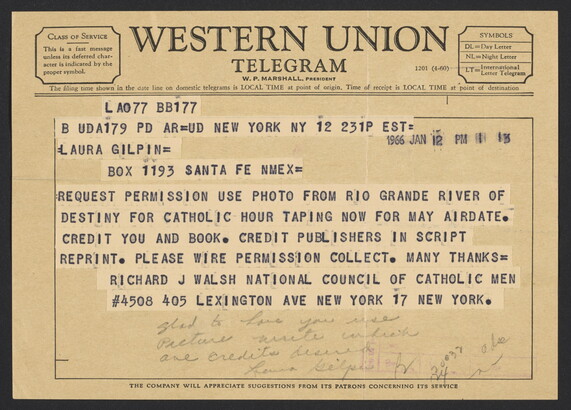 CLASS OF SERVICE
This is a fast message
unless its deferred char-
acter is indicated by the
proper symbol.
WESTERN UNION
TELEGRAM
W. P. MARSHALL, PRESIDENT
1201 (4-60)
SYMBOLS
DL=Day Letter
NL=Night Letter
LT=International Letter Telegram
The filing time shown in the date line on domestic telegrams is LOCAL TIME at point of origin. Time of receipt is LOCAL TIME at point of destination
LA077 BB177
B UDA179 PD AR=UD NEW YORK NY 12 231P EST=
1966 JAN 12 PM
=LAURA GILPIN=
BOX 1193 SANTA FE NMEX=
=REQUEST PERMISSION USE PHOTO FROM RIO GRANDE RIVER OF
DESTINY FOR CATHOLIC HOUR TAPING NOW FOR MAY AIRDATE.
CREDIT YOU AND BOOK. CREDIT PUBLISHERS IN SCRIPT
REPRINT. PLEASE WIRE PERMISSION COLLECT. MANY THANKS=
RICHARD J WALSH NATIONAL COUNCIL OF CATHOLIC MEN
#4508 405 LEXINGTON AVE NEW YORK 17 NEW YORK.
glad to have you use
picture write which
are credits desired
Laura Gilpin
THE COMPANY WILL APPRECIATE SUGGESTIONS FROM ITS PATRONS CONCERNING ITS SERVICE